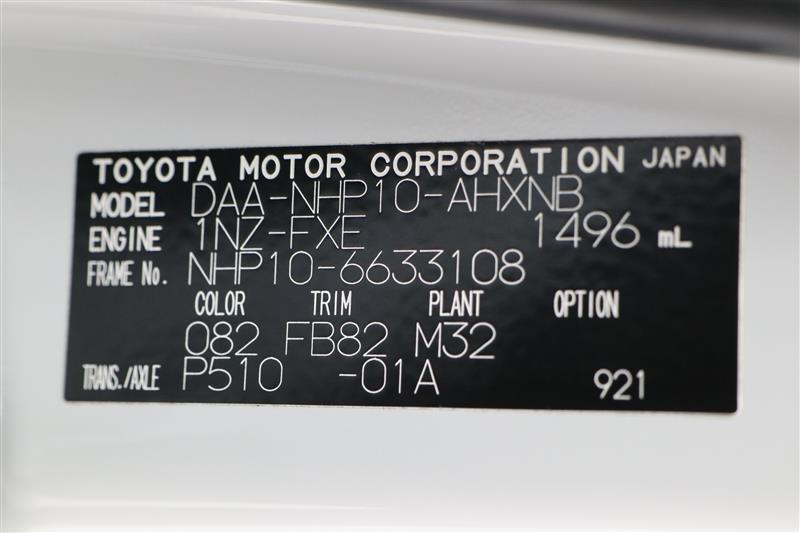 TOYOTA MOTOR CORPORATION JAPAN
MODEL DAA-NHP10-AHXNB
ENGINE 1NZ-FXE 1496 mL
FRAME No. NHP10-6633108
COLOR TRIM PLANT OPTION
082 FB82 M32
TRANS./AXLE P510 -01A 921